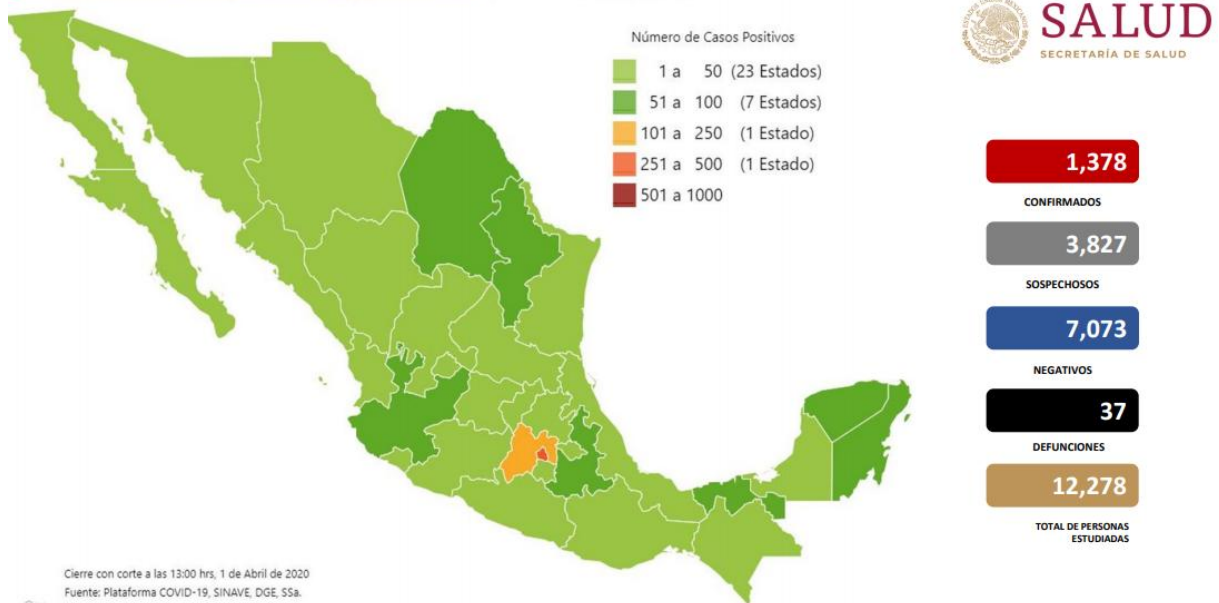 Número de Casos Positivos
1 a 50 (23 Estados)
51 a 100 (7 Estados)
101 a 250 (1 Estado)
251 a 500 (1 Estado)
501 a 1000
SALUD
SECRETARÍA DE SALUD
1,378
CONFIRMADOS
3,827
SOSPECHOSOS
7,073
NEGATIVOS
37
DEFUNCIONES
12,278
TOTAL DE PERSONAS
ESTUDIADAS
Cierre con corte a las 13:00 hrs, 1 de Abril de 2020
Fuente: Plataforma COVID-19, SINAVE, DGE, SSa.